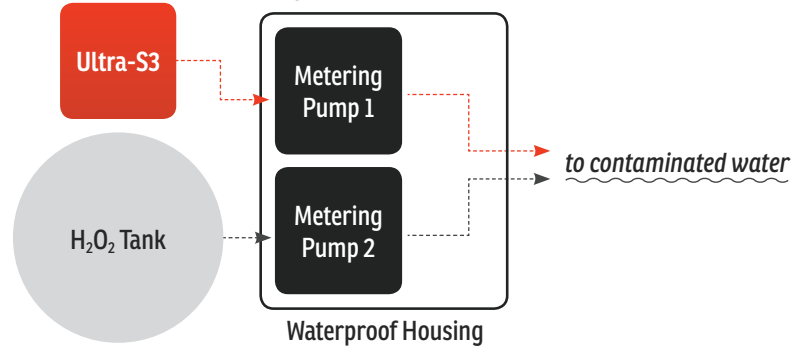 Ultra-S3
Metering
Pump 1
to contaminated water
H₂O₂ Tank
Metering
Pump 2
Waterproof Housing